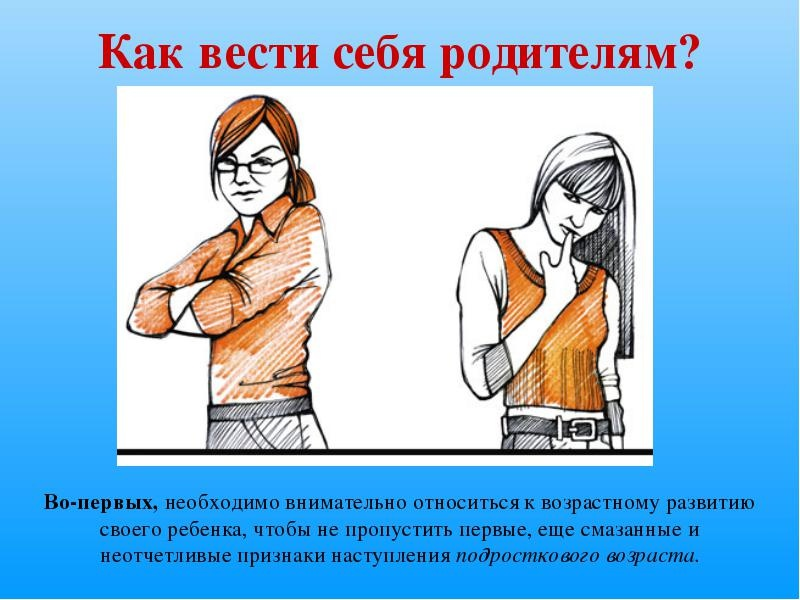 Как вести себя родителям?
Во-первых, необходимо внимательно относиться к возрастному развитию
своего ребенка, чтобы не пропустить первые, еще смазанные и
неотчетливые признаки наступления подросткового возраста.